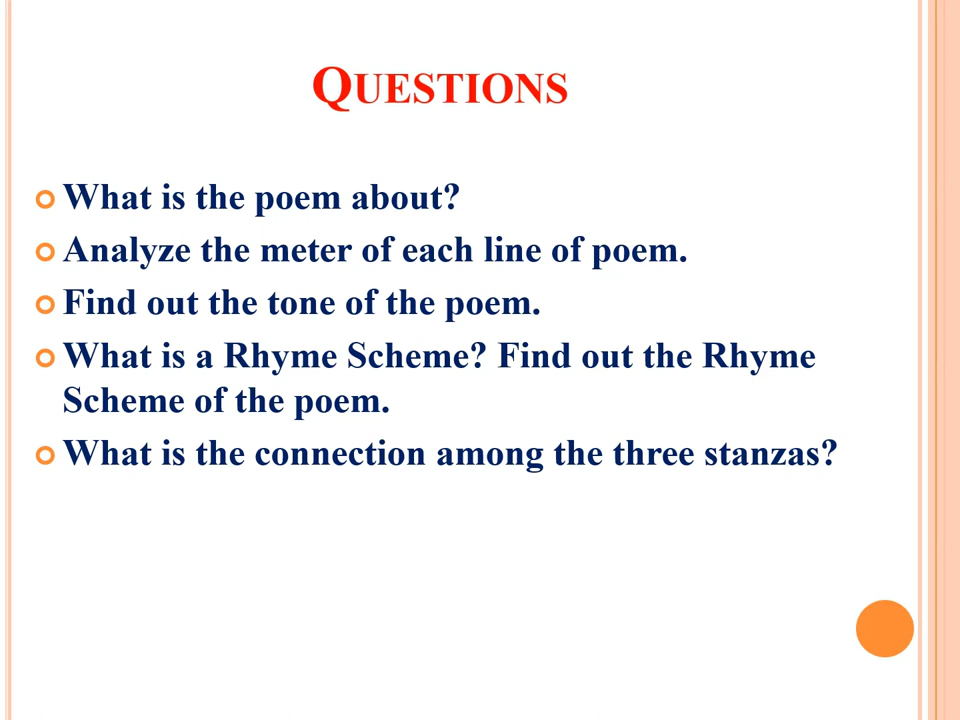 QUESTIONS
What is the poem about?
Analyze the meter of each line of poem.
Find out the tone of the poem.
What is a Rhyme Scheme? Find out the Rhyme
Scheme of the poem.
What is the connection among the three stanzas?